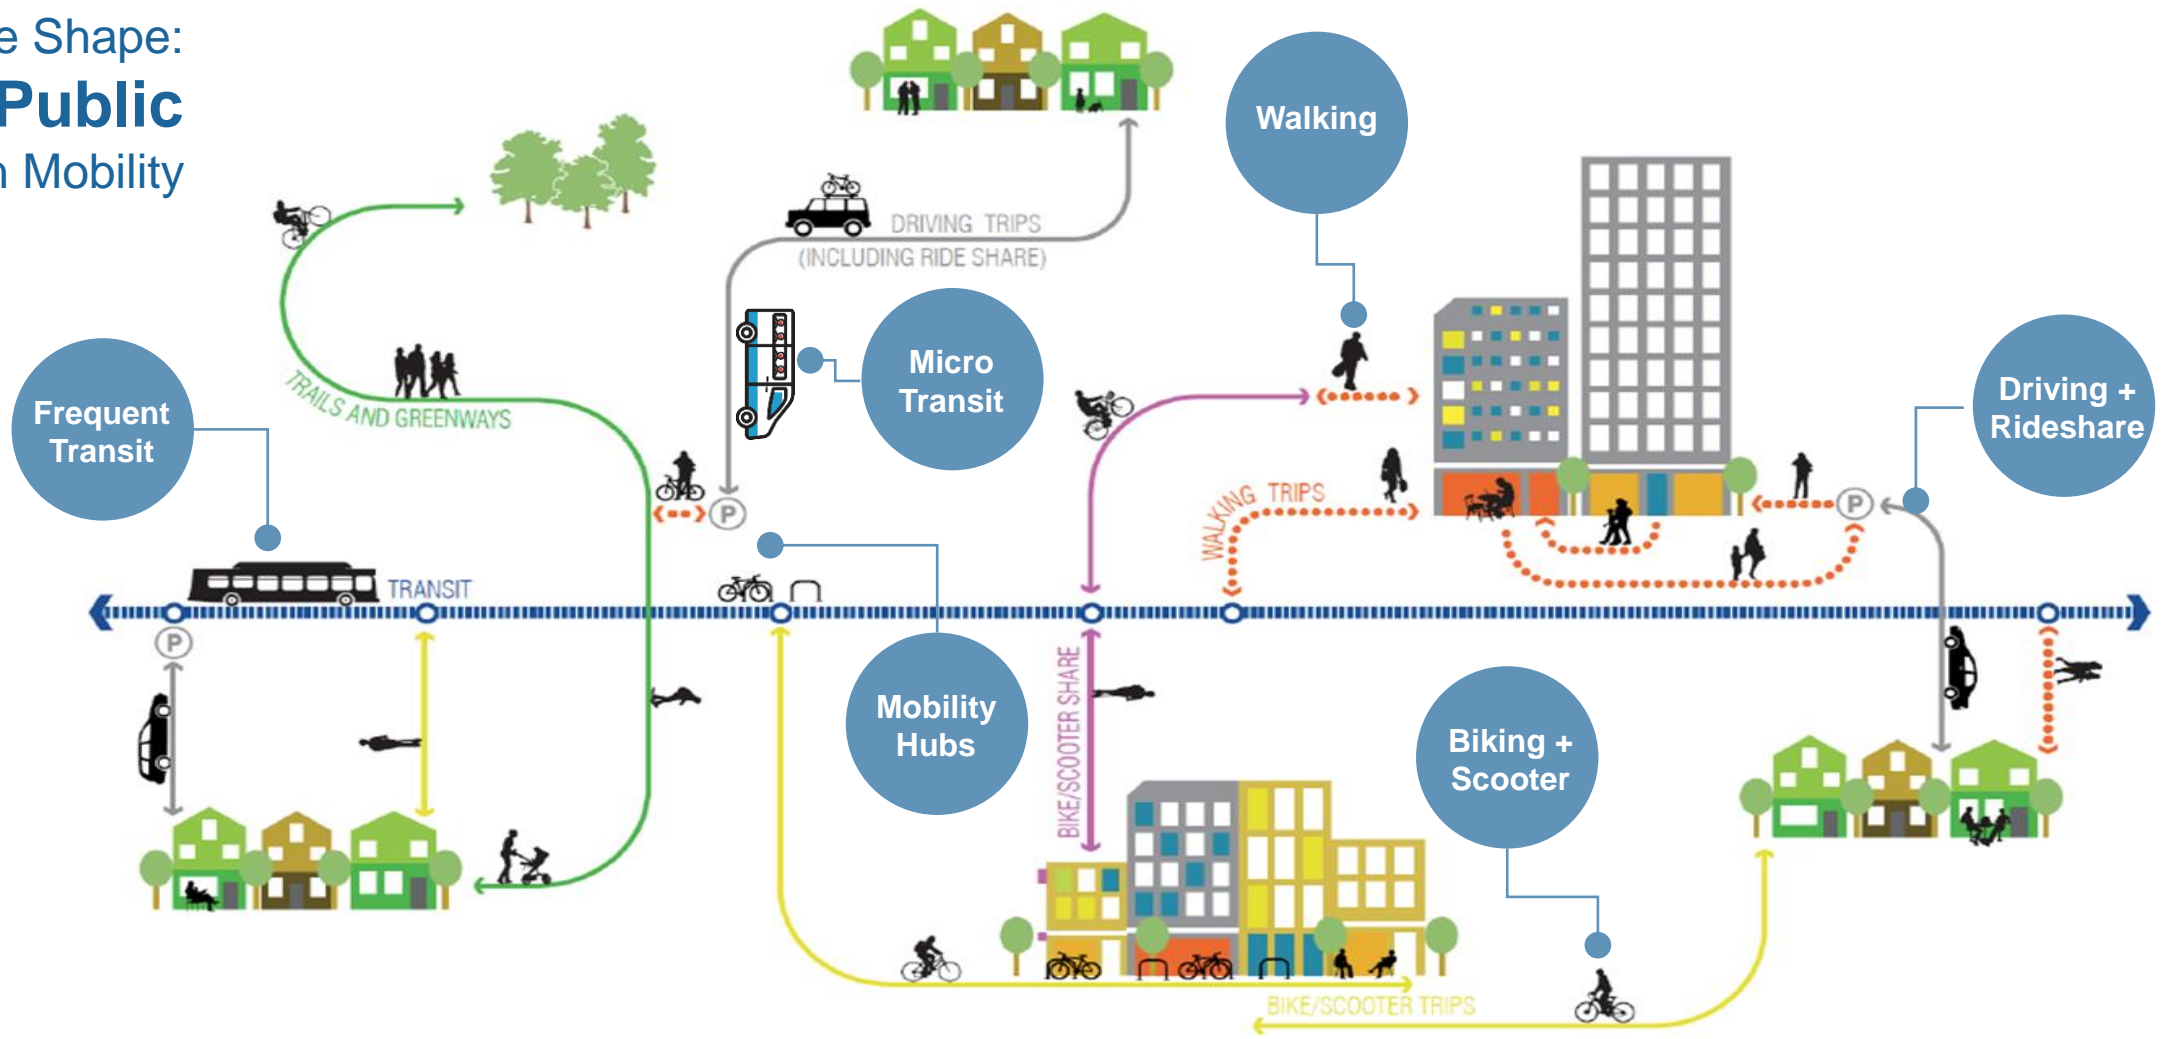 e Shape:
Public
n Mobility
Walking
DRIVING TRIPS
(INCLUDING RIDE SHARE)
Micro
Transit
Frequent
Transit
TRAILS AND GREENWAYS
Driving +
Rideshare
P
WALKING TRIPS
P
TRANSIT
P
BIKE/SCOOTER SHARE
Mobility
Hubs
Biking +
Scooter
BIKE/SCOOTER TRIPS